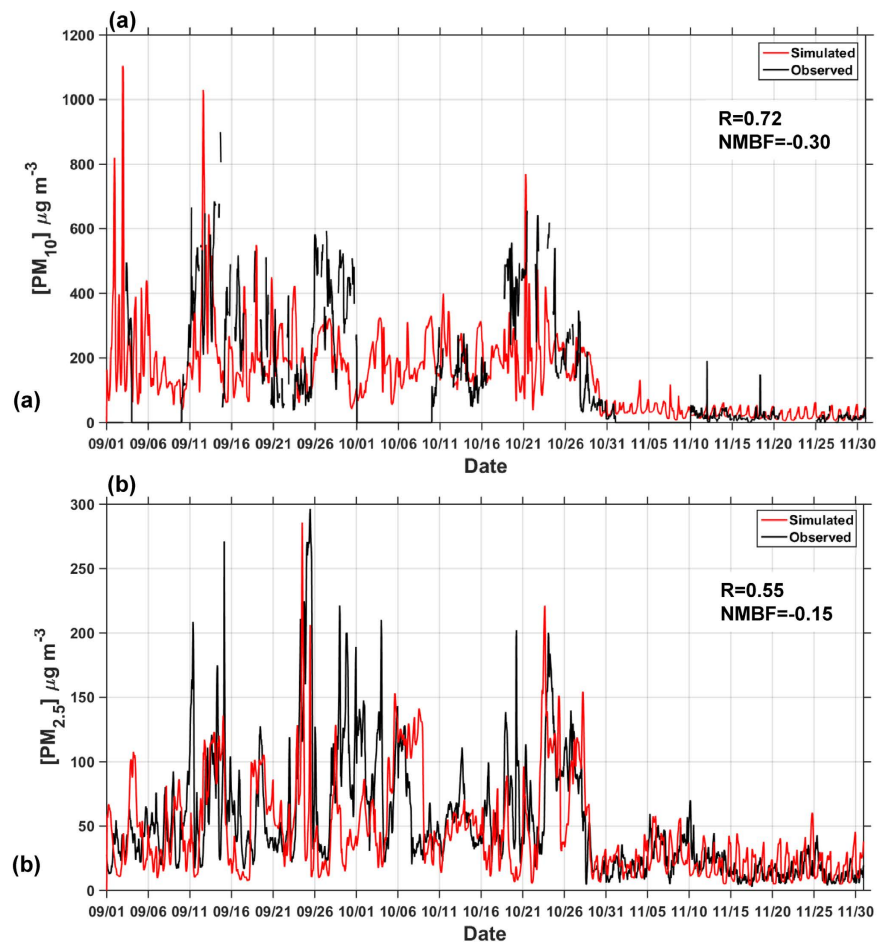 (a)
1200
1000
800
600
400
200
0
[PM10] μg m-3
Simulated
Observed
R=0.72
NMBF=-0.30
(a)
09/01 09/06 09/11 09/16 09/21 09/26 10/01 10/06 10/11 10/16 10/21 10/26 10/31 11/05 11/10 11/15 11/20 11/25 11/30
Date
(b)
300
250
200
150
100
50
0
[PM2.5] μg m-3
Simulated
Observed
R=0.55
NMBF=-0.15
(b)
09/01 09/06 09/11 09/16 09/21 09/26 10/01 10/06 10/11 10/16 10/21 10/26 10/31 11/05 11/10 11/15 11/20 11/25 11/30
Date